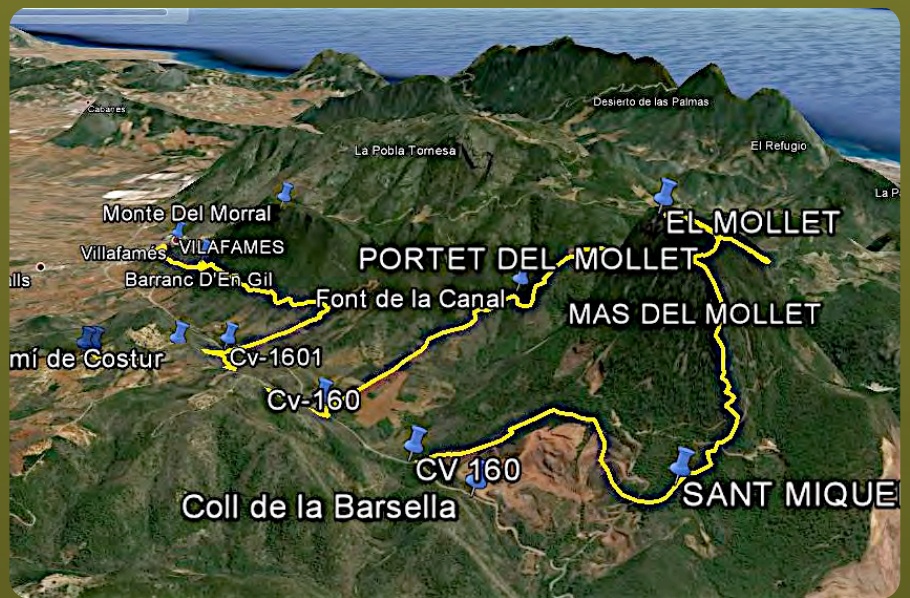 Cabanes
Desierto de las Palmas
La Pobla Tornesa
El Refugio
La P
Monte Del Morral
EL MOLLET
Villafamés
VILAFAMES
PORTET DEL MOLLET
alls
Barranc D'En Gil
Font de la Canal
MAS DEL MOLLET
mí de Costur
Cv-1601
Cv-160
CV 160
SANT MIQUE
Coll de la Barsella